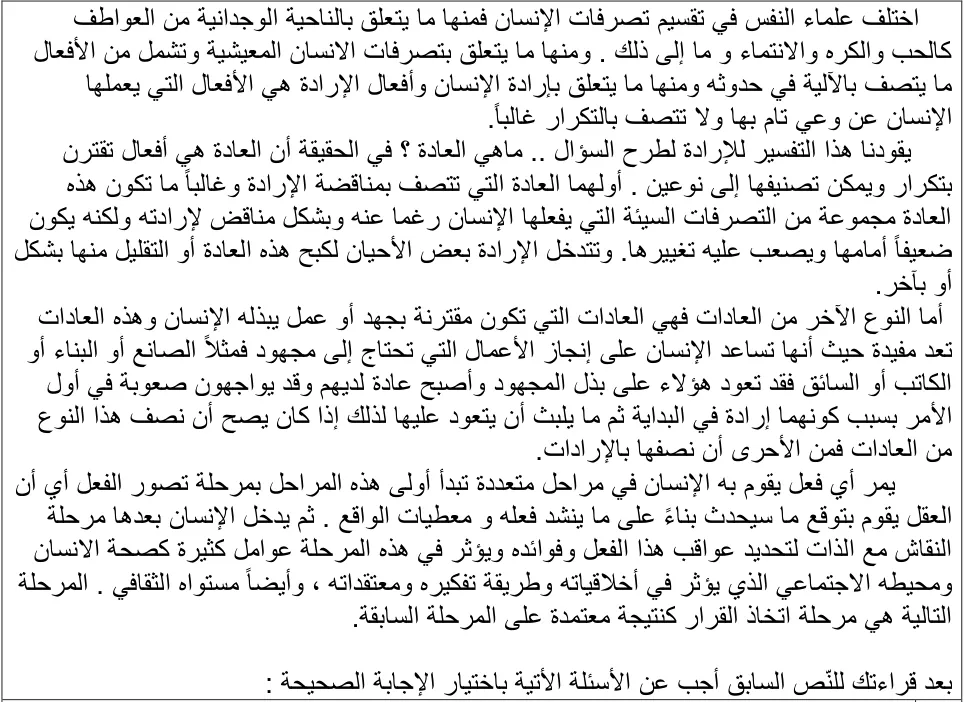 اختلف علماء النفس في تقسيم تصرفات الإنسان فمنها ما يتعلق بالناحية الوجدانية من العواطف
كالحب والكره والانتماء و ما إلى ذلك . ومنها ما يتعلق بتصرفات الانسان المعيشية وتشمل من الأفعال
ما يتصف بالآلية في حدوثه ومنها ما يتعلق بإرادة الإنسان وأفعال الإرادة هي الأفعال التي يعملها
الإنسان عن وعي تام بها ولا تتصف بالتكرار غالباً.
يقودنا هذا التفسير للإرادة لطرح السؤال .. ماهي العادة ؟ في الحقيقة أن العادة هي أفعال تقترن
بتكرار ويمكن تصنيفها إلى نوعين . أولهما العادة التي تتصف بمناقضة الإرادة وغالباً ما تكون هذه
العادة مجموعة من التصرفات السيئة التي يفعلها الإنسان رغما عنه وبشكل مناقض لإرادته ولكنه يكون
ضعيفاً أمامها ويصعب عليه تغييرها. وتتدخل الإرادة بعض الأحيان لكبح هذه العادة أو التقليل منها بشكل
أو بآخر.
أما النوع الآخر من العادات فهي العادات التي تكون مقترنة بجهد أو عمل يبذله الإنسان وهذه العادات
تعد مفيدة حيث أنها تساعد الإنسان على إنجاز الأعمال التي تحتاج إلى مجهود فمثلاً الصانع أو البناء أو
الكاتب أو السائق فقد تعود هؤلاء على بذل المجهود وأصبح عادة لديهم وقد يواجهون صعوبة في أول
الأمر بسبب كونهما إرادة في البداية ثم ما يلبث أن يتعود عليها لذلك إذا كان يصح أن نصف هذا النوع
من العادات فمن الأحرى أن نصفها بالإرادات.
يمر أي فعل يقوم به الإنسان في مراحل متعددة تبدأ أولى هذه المراحل بمرحلة تصور الفعل أي أن
العقل يقوم بتوقع ما سيحدث بناءً على ما ينشد فعله و معطيات الواقع . ثم يدخل الإنسان بعدها مرحلة
النقاش مع الذات لتحديد عواقب هذا الفعل وفوائده ويؤثر في هذه المرحلة عوامل كثيرة كصحة الانسان
ومحيطه الاجتماعي الذي يؤثر في أخلاقياته وطريقة تفكيره ومعتقداته ، وأيضاً مستواه الثقافي . المرحلة
التالية هي مرحلة اتخاذ القرار كنتيجة معتمدة على المرحلة السابقة.
بعد قراءتك للنّص السابق أجب عن الأسئلة الأتية باختيار الإجابة الصحيحة :